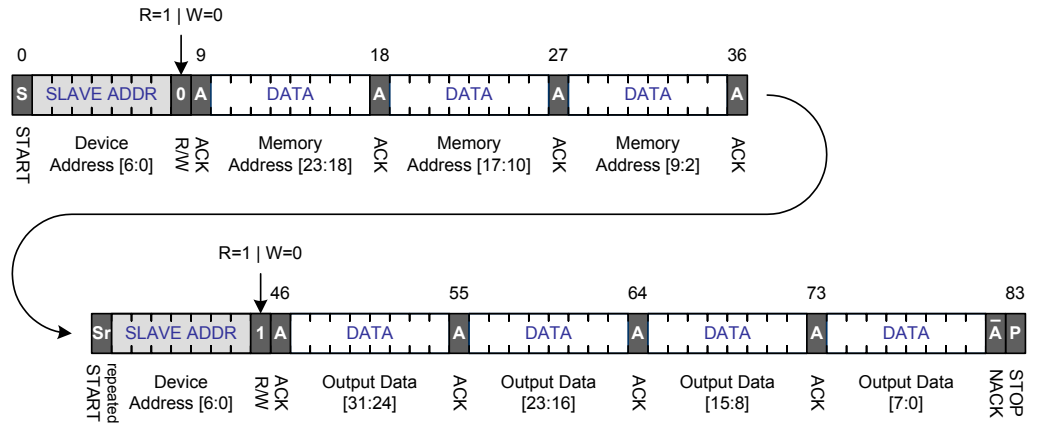 R=1 | W=0
0 9 18 27 36
S SLAVE ADDR 0 A DATA A DATA A DATA A
START Device Address [6:0] R/W ACK Memory Address [23:18] ACK Memory Address [17:10] ACK Memory Address [9:2] ACK
R=1 | W=0
46 55 64 73 83
Sr SLAVE ADDR 1 A DATA A DATA A DATA A DATA A̅ P
repeated START Device Address [6:0] R/W ACK Output Data [31:24] ACK Output Data [23:16] ACK Output Data [15:8] ACK Output Data [7:0] NACK STOP